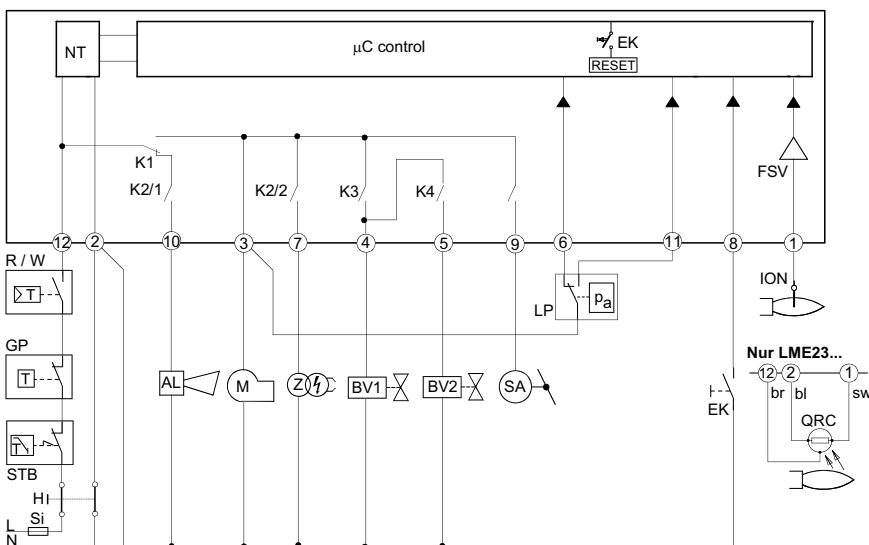 NT
μC control
EK
RESET
FSV
K1
K2/1
K2/2
K3
K4
12
2
10
3
7
4
5
9
6
11
8
1
R / W
T
LP
pa
ION
GP
T
AL
M
Z
BV1
BV2
SA
EK
Nur LME23...
12
2
1
br
bl
sw
QRC
T
STB
H
Si
L
N